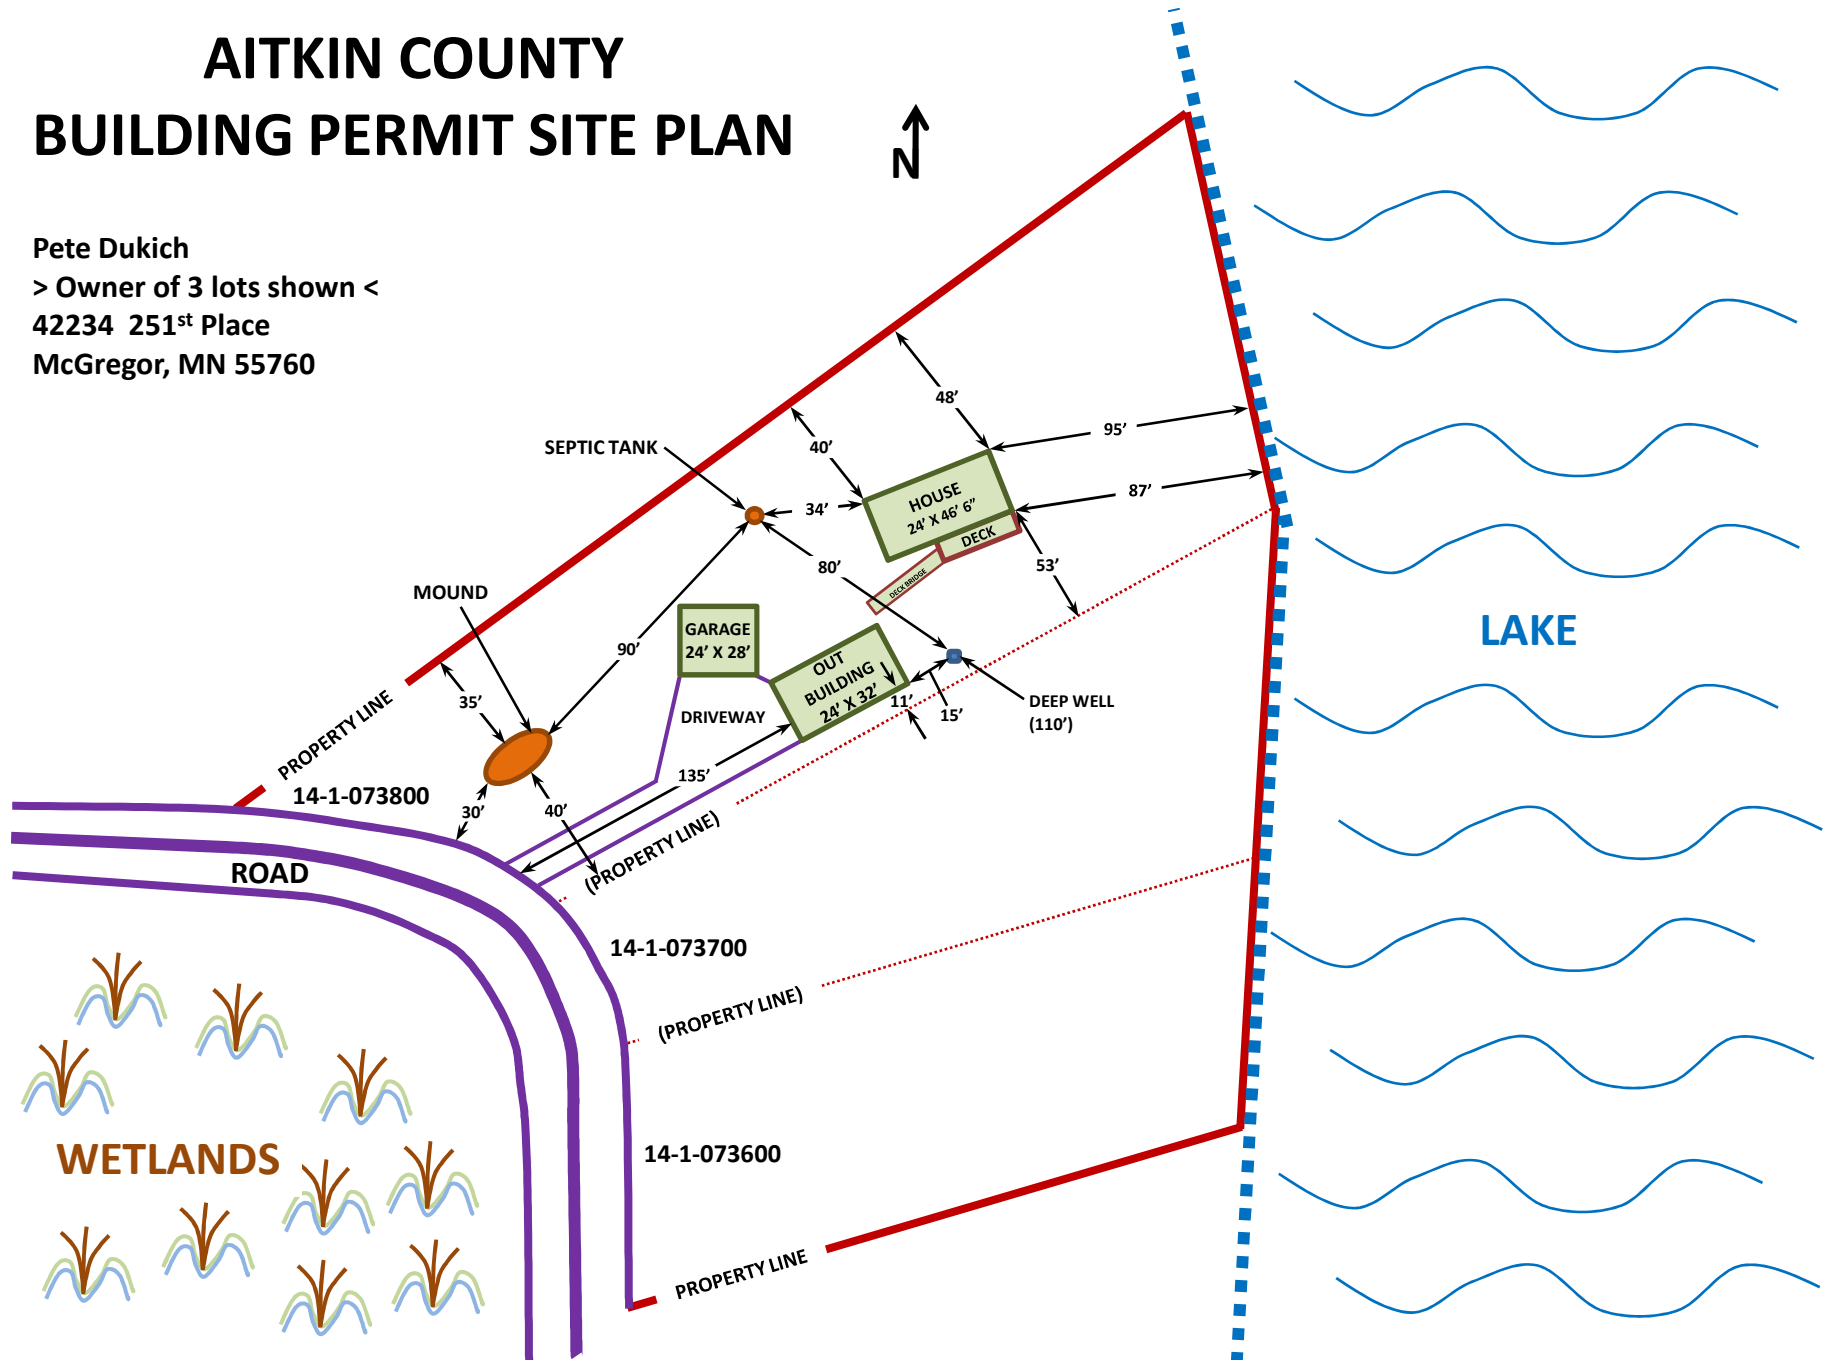 AITKIN COUNTY
BUILDING PERMIT SITE PLAN
N
Pete Dukich
> Owner of 3 lots shown <
42234 251st Place
McGregor, MN 55760
48’
95’
40’
SEPTIC TANK
87’
HOUSE
24’ X 46’ 6”
34’
DECK
53’
80’
DECK BRIDGE
MOUND
GARAGE
24’ X 28’
LAKE
90’
OUT
BUILDING
24’ X 32’
35’
11’
15’
DEEP WELL
(110’)
DRIVEWAY
PROPERTY LINE
135’
14-1-073800
30’
40’
(PROPERTY LINE)
ROAD
14-1-073700
(PROPERTY LINE)
14-1-073600
WETLANDS
PROPERTY LINE